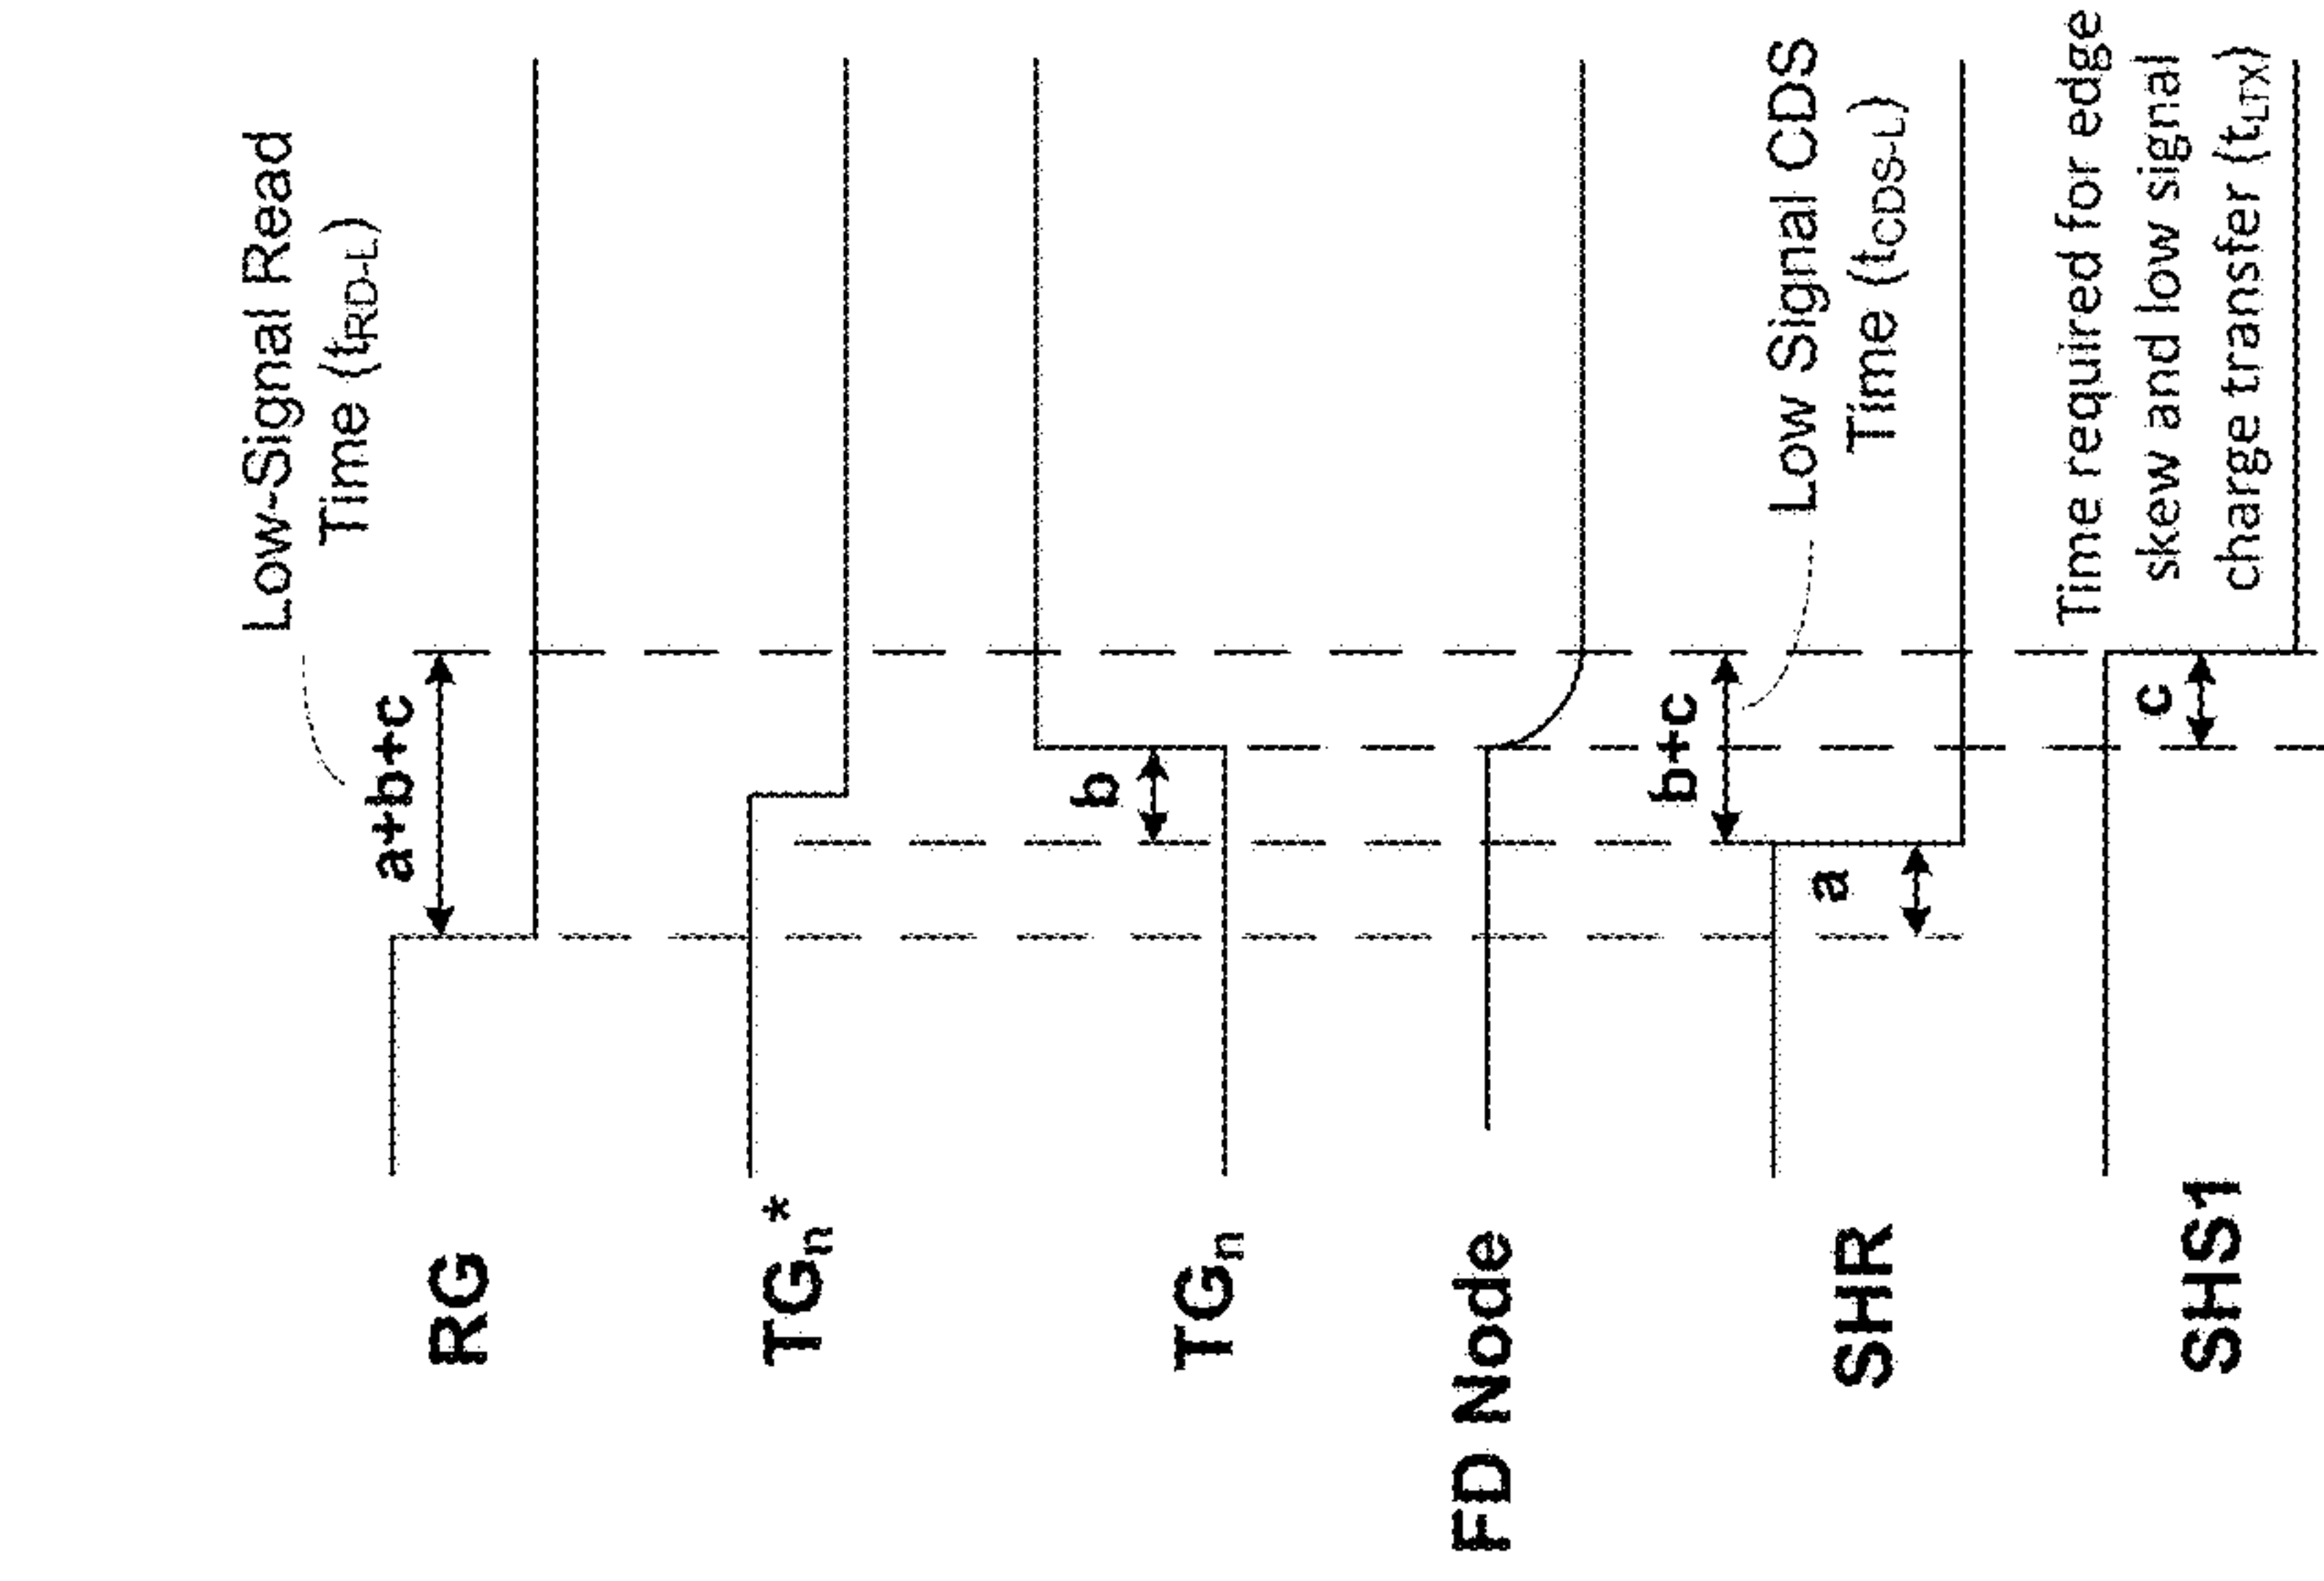 Low-Signal Read
Time (tRD-L)
a+b+c
RG
TGn*
b
TGn
FD Node
b+c
Low Signal CDS
Time (tCDS-L)
a
SHR
Time required for edge
skew and low signal
charge transfer (tLTX)
c
SHS1